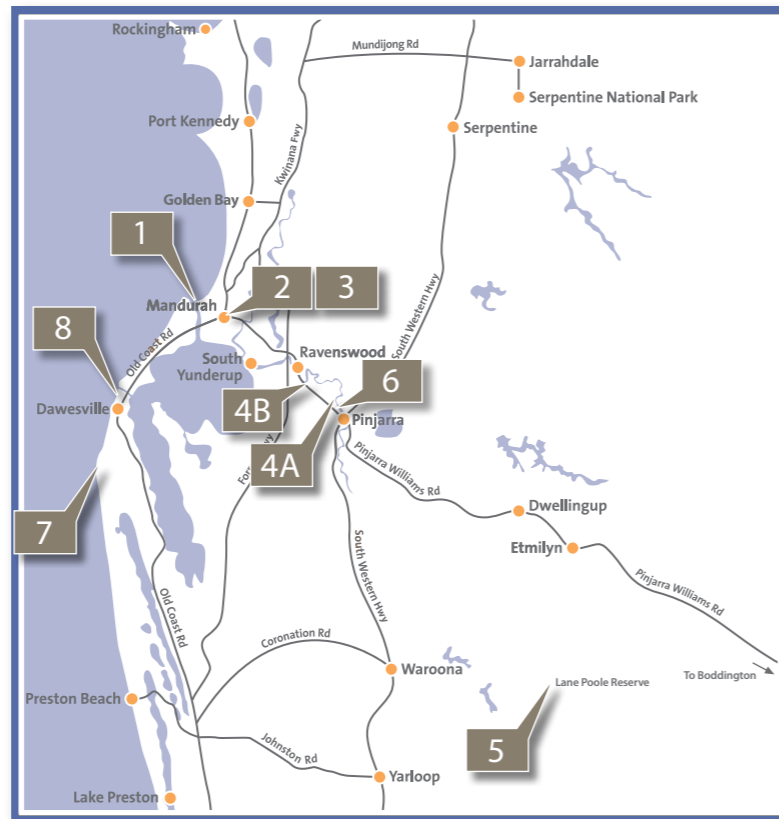 Rockingham
Mundijong Rd
Jarrahdale
Serpentine National Park
Port Kennedy
Serpentine
Kwinana Fwy
Golden Bay
1
Mandurah
2
3
8
Old Coast Rd
South
Yunderup
Ravenswood
South Western Hwy
6
4B
Dawesville
Pinjarra
4A
Pinjarra Williams Rd
7
Dwellingup
Etmilyn
South Western Hwy
Pinjarra Williams Rd
Old Coast Rd
Coronation Rd
Waroona
To Boddington
Lane Poole Reserve
Preston Beach
5
Johnston Rd
Yarloop
Lake Preston